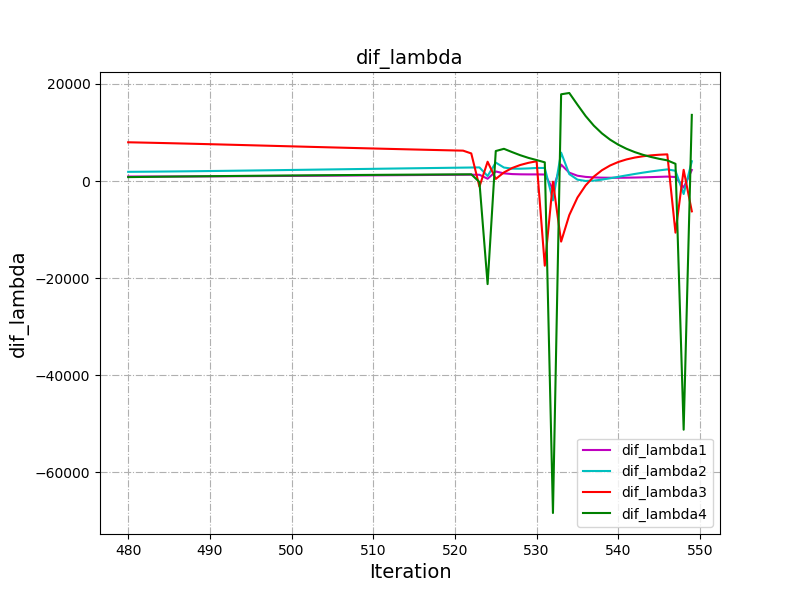 dif_lambda
20000
0
−20000
−40000
−60000
dif_lambda
dif_lambda1
dif_lambda2
dif_lambda3
dif_lambda4
480 490 500 510 520 530 540 550
Iteration